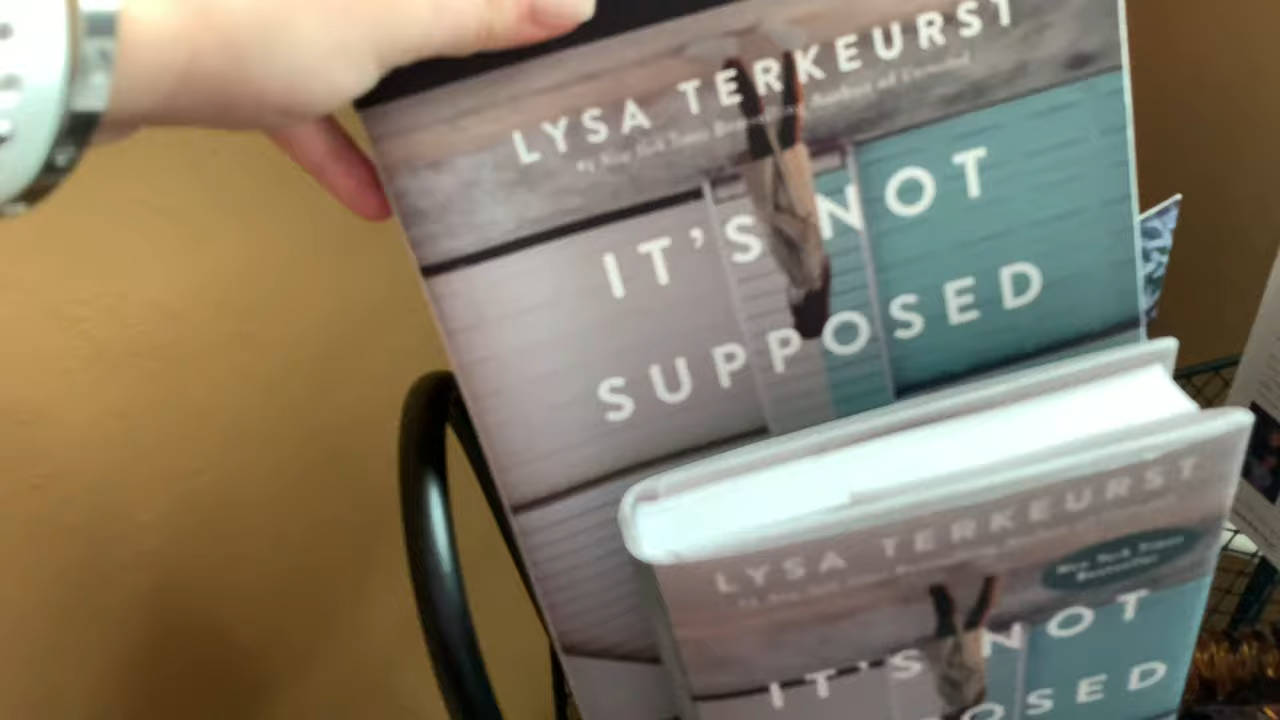 LYSA TERKEURST
#1 New York Times Bestselling Author of Uninvited
IT'S NOT
SUPPOSED
LYSA TERKEURST
New York Times
Bestseller
IT'S NOT
OSED